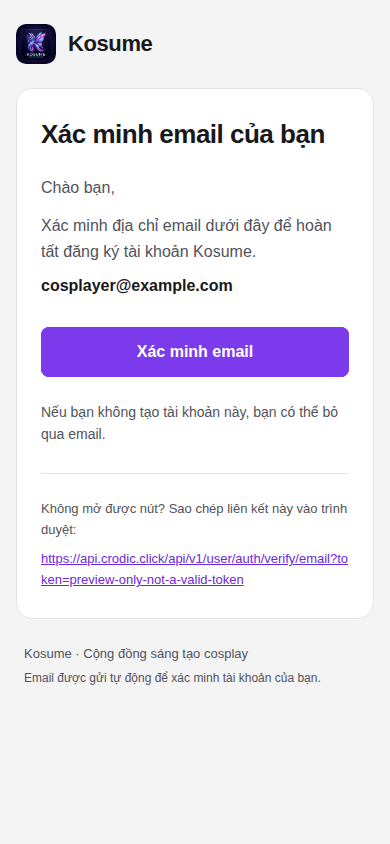 KOSUME
Kosume
Xác minh email của bạn
Chào bạn,
Xác minh địa chỉ email dưới đây để hoàn
tất đăng ký tài khoản Kosume.
cosplayer@example.com
Xác minh email
Nếu bạn không tạo tài khoản này, bạn có thể bỏ
qua email.
Không mở được nút? Sao chép liên kết này vào trình
duyệt:
https://api.crodic.click/api/v1/user/auth/verify/email?to
ken=preview-only-not-a-valid-token
Kosume · Cộng đồng sáng tạo cosplay
Email được gửi tự động để xác minh tài khoản của bạn.